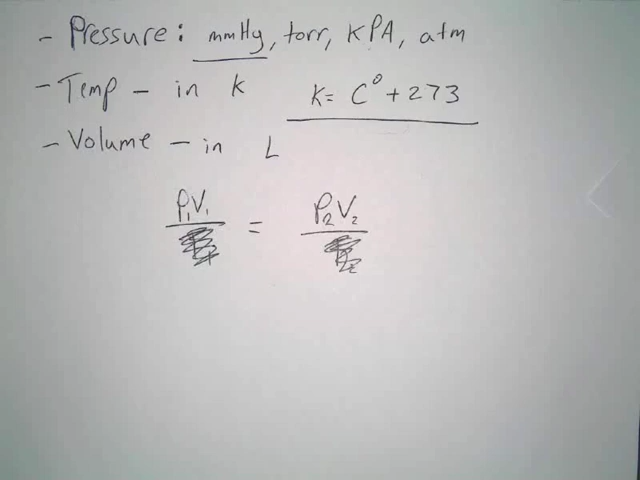 - Pressure: mmHg, torr, KPA, atm
- Temp - in k K= C° +273
- Volume - in L
P₁V₁ = P₂V₂